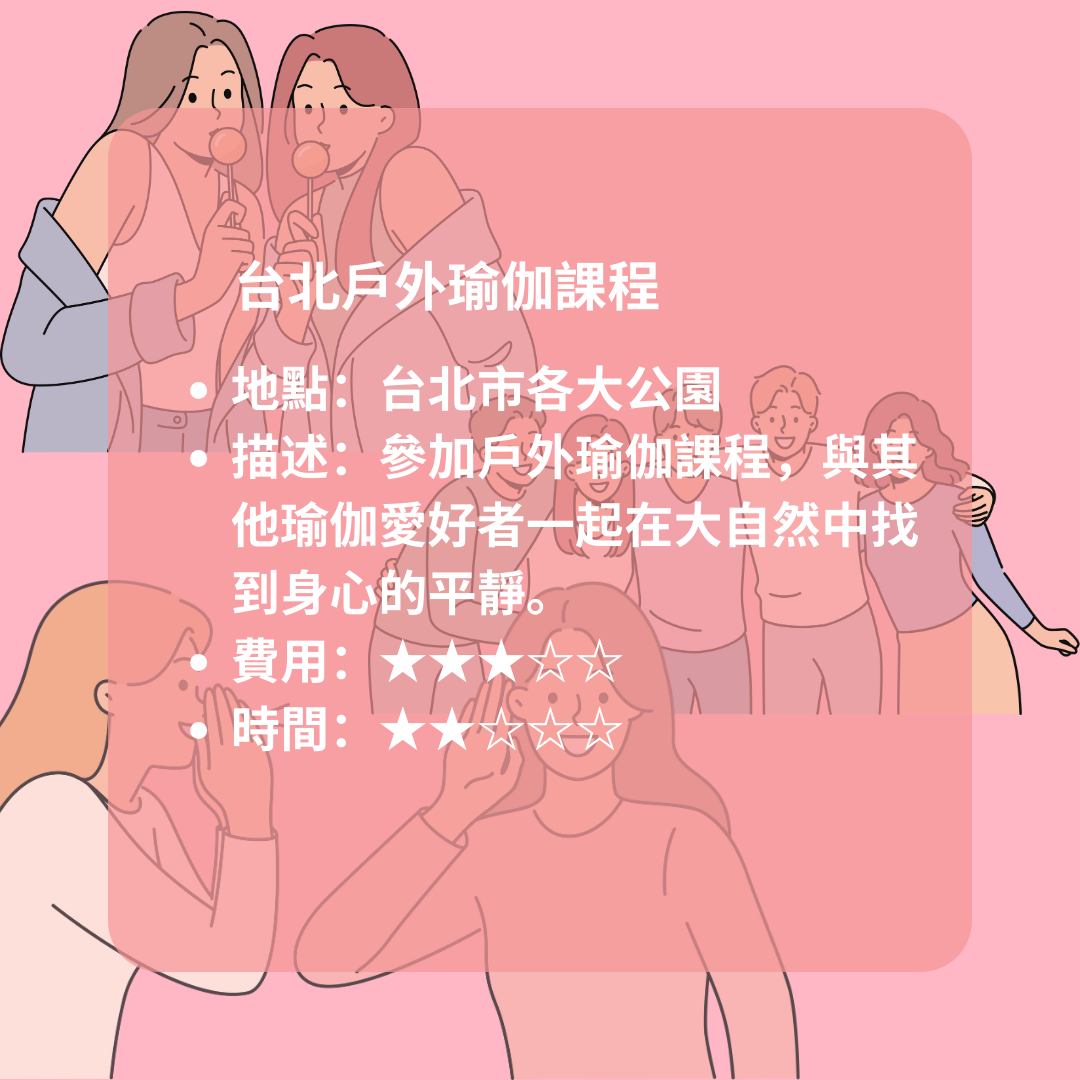 台北戶外瑜伽課程
• 地點：台北市各大公園
• 描述：參加戶外瑜伽課程，與其
他瑜伽愛好者一起在大自然中找
到身心的平靜。
• 費用：★★★☆☆
• 時間：★★☆☆☆